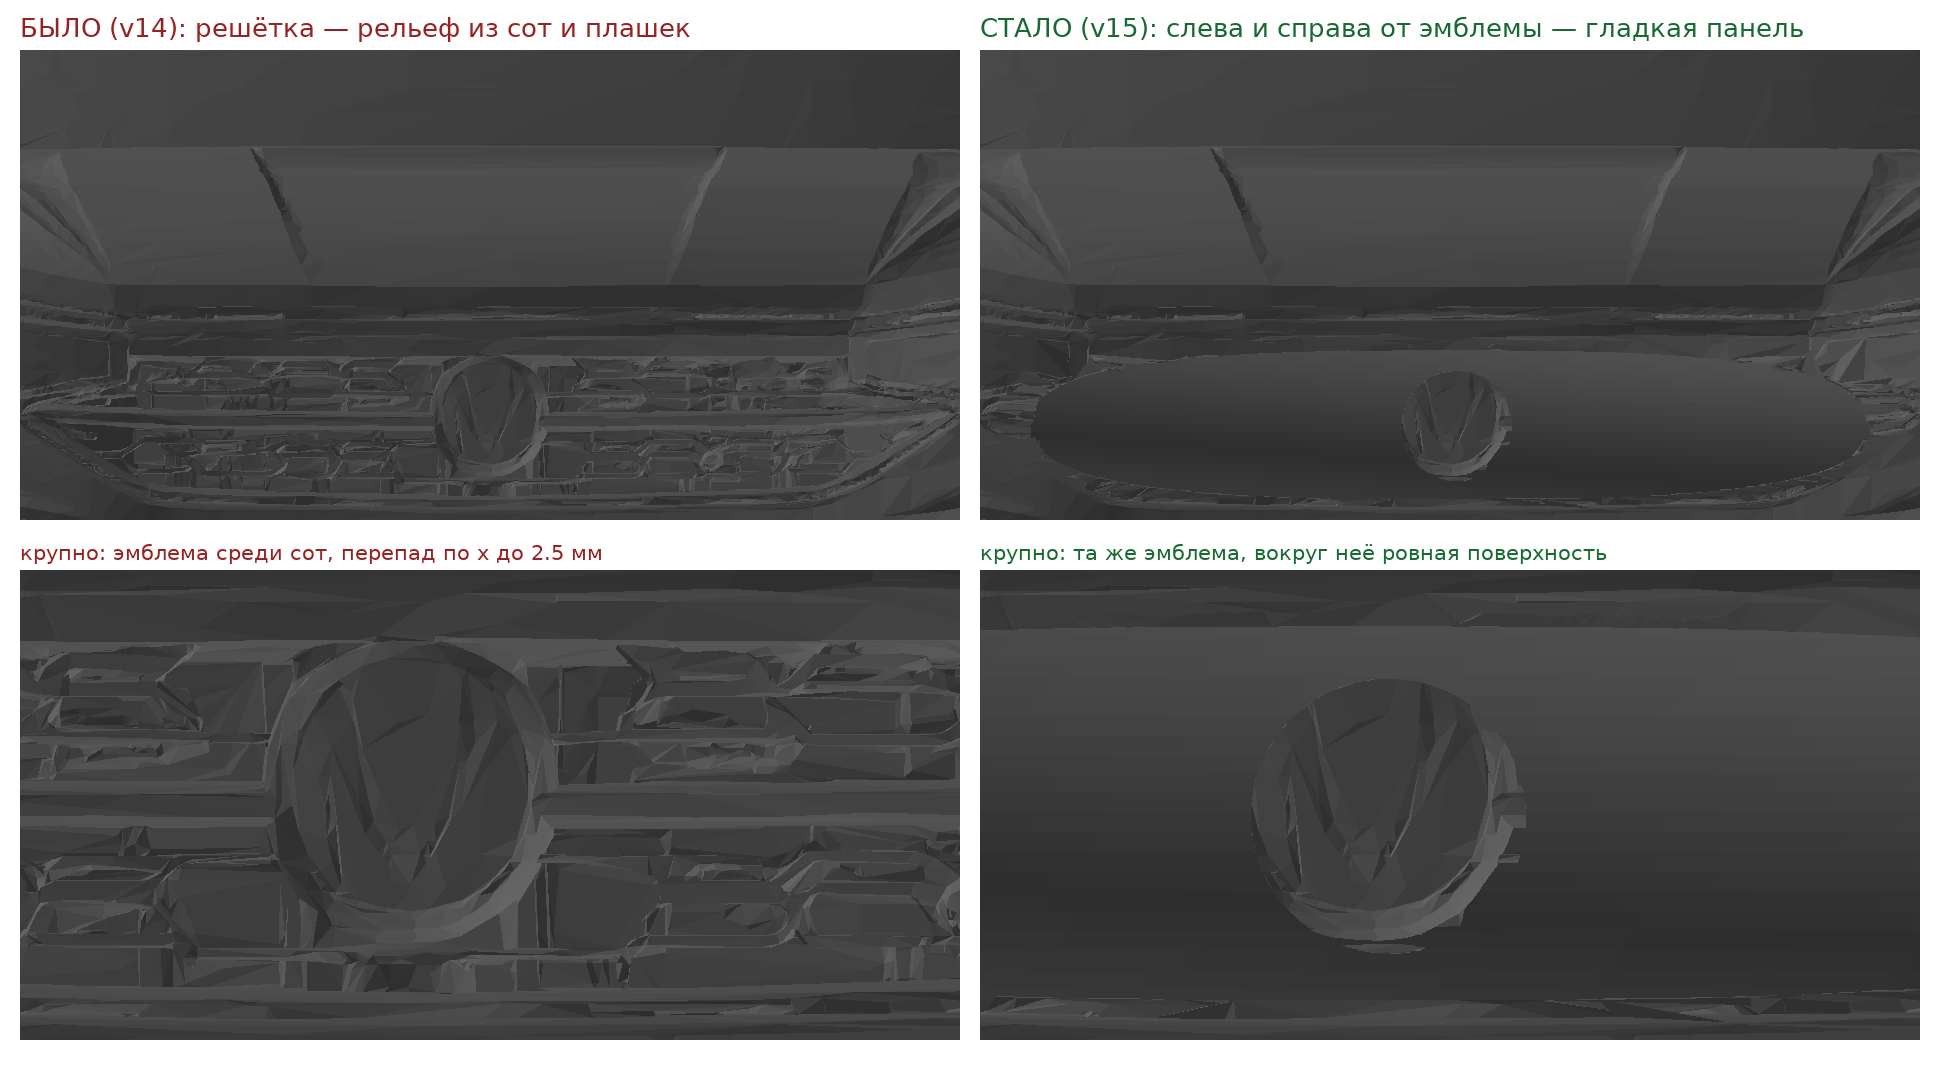 БЫЛО (v14): решётка — рельеф из сот и плашек
СТАЛО (v15): слева и справа от эмблемы — гладкая панель
крупно: эмблема среди сот, перепад по x до 2.5 мм
крупно: та же эмблема, вокруг неё ровная поверхность